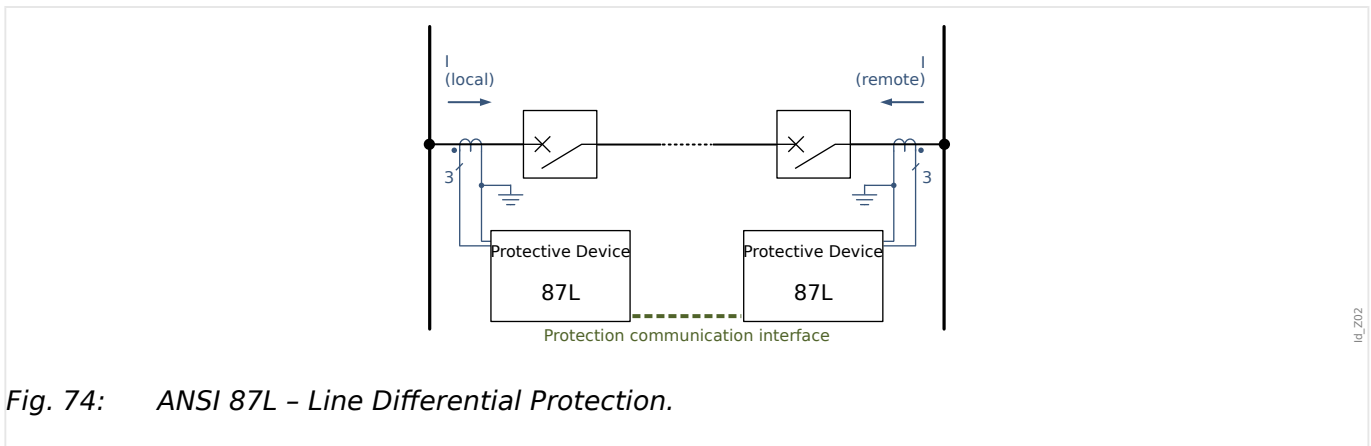 I
(local)
I
(remote)
3
3
Protective Device
87L
Protective Device
87L
Protection communication interface
Id_Z02
Fig. 74: ANSI 87L – Line Differential Protection.